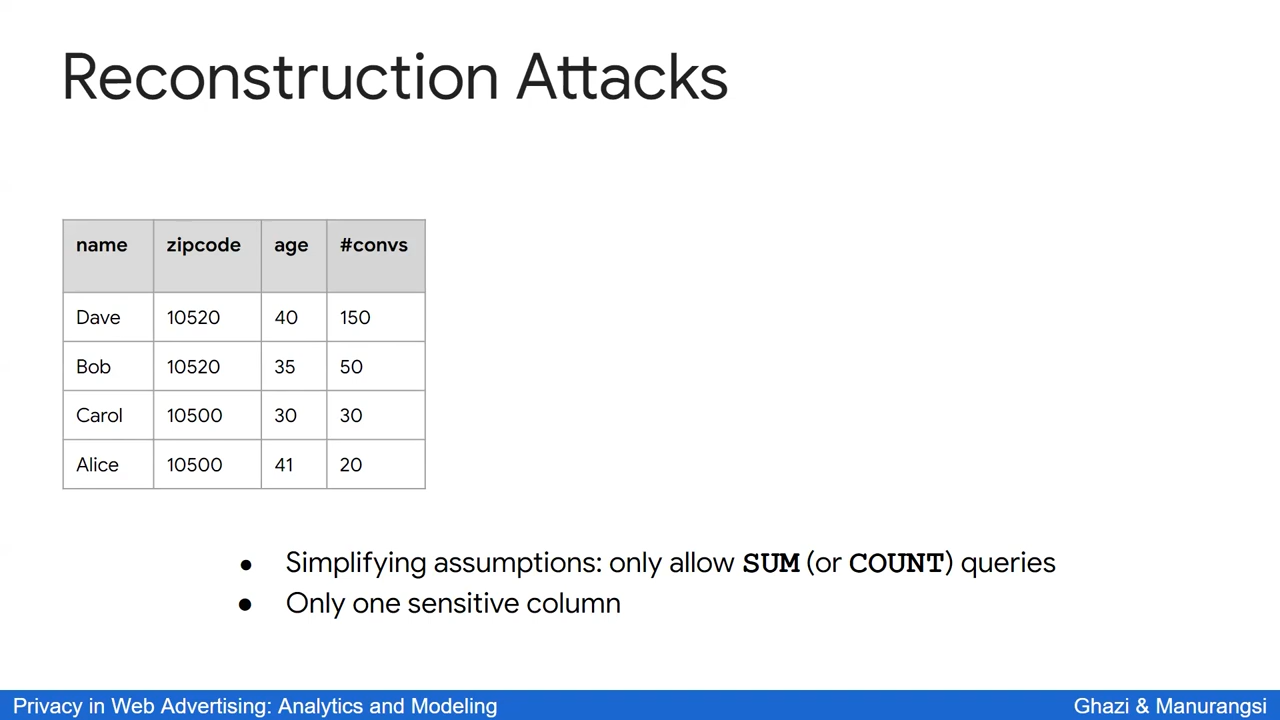 Reconstruction Attacks
name zipcode age #convs
Dave 10520 40 150
Bob 10520 35 50
Carol 10500 30 30
Alice 10500 41 20
● Simplifying assumptions: only allow SUM (or COUNT) queries
● Only one sensitive column
Privacy in Web Advertising: Analytics and Modeling Ghazi & Manurangsi